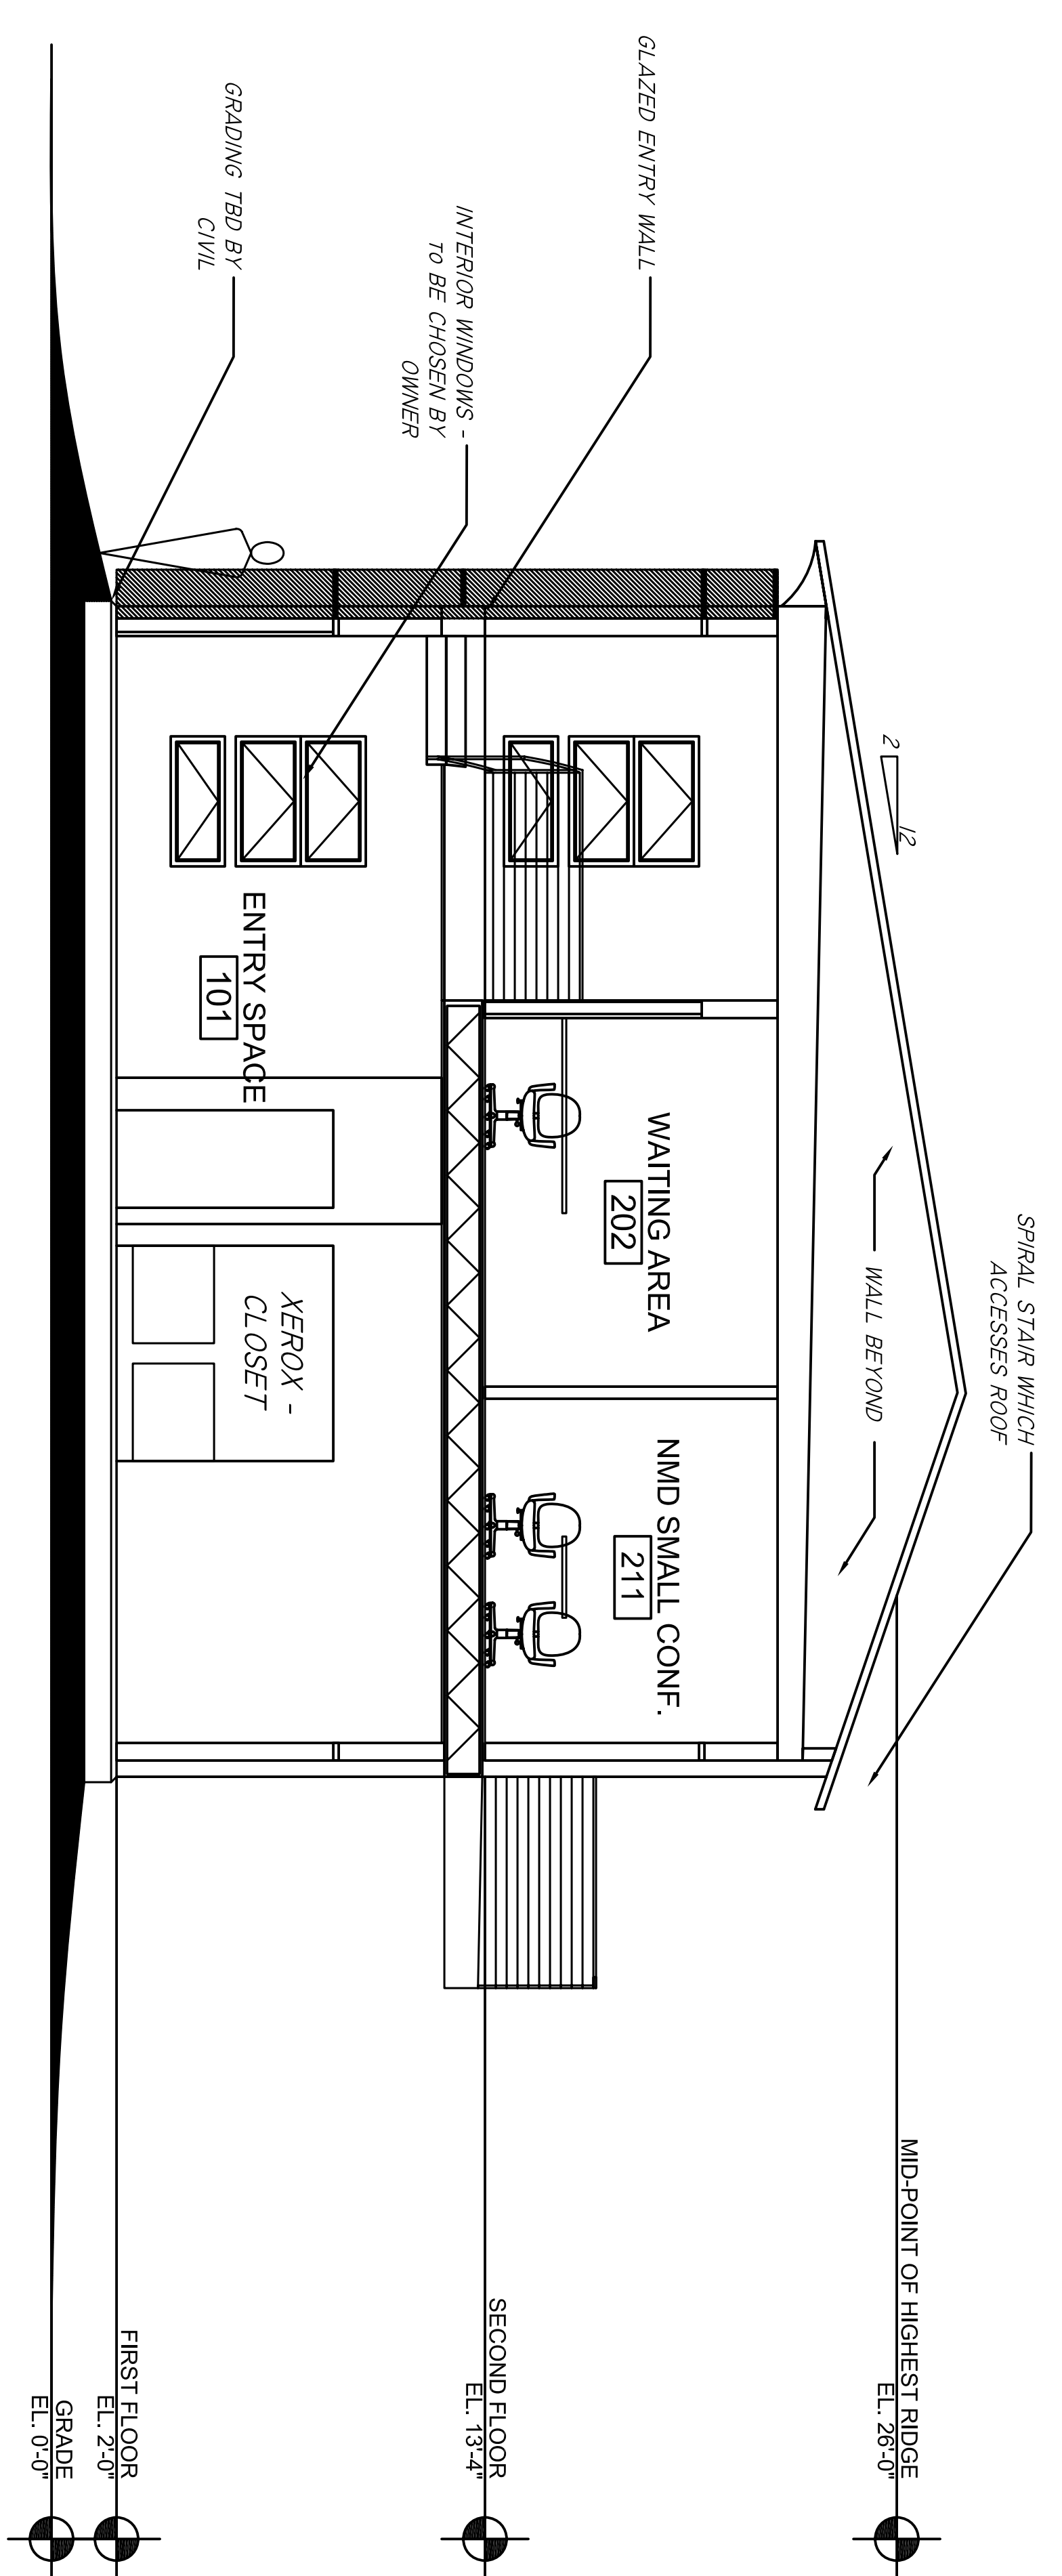 SPIRAL STAIR WHICH
ACCESSES ROOF
2
12
WALL BEYOND
MID-POINT OF HIGHEST RIDGE
EL. 26'-0"
GLAZED ENTRY WALL
WAITING AREA
202
NMD SMALL CONF.
211
INTERIOR WINDOWS -
To BE CHOSEN BY
OWNER
SECOND FLOOR
EL. 13'-4"
GRADING TBD BY
CIVIL
ENTRY SPACE
101
XEROX -
CLOSET
FIRST FLOOR
EL. 2'-0"
GRADE
EL. 0'-0"